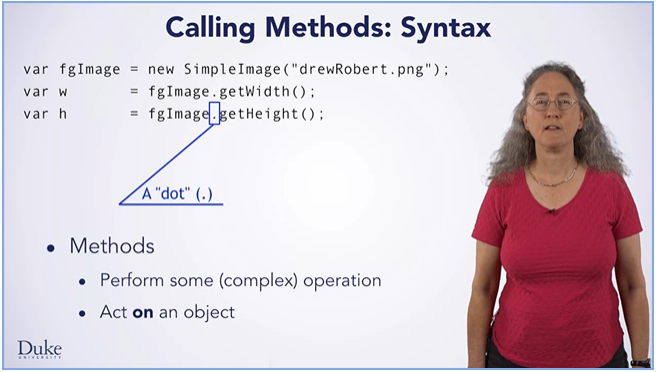 Calling Methods: Syntax
var fgImage = new SimpleImage("drewRobert.png");
var w = fgImage.getWidth();
var h = fgImage.getHeight();
A "dot" (.)
• Methods
• Perform some (complex) operation
• Act on an object
Duke
UNIVERSITY